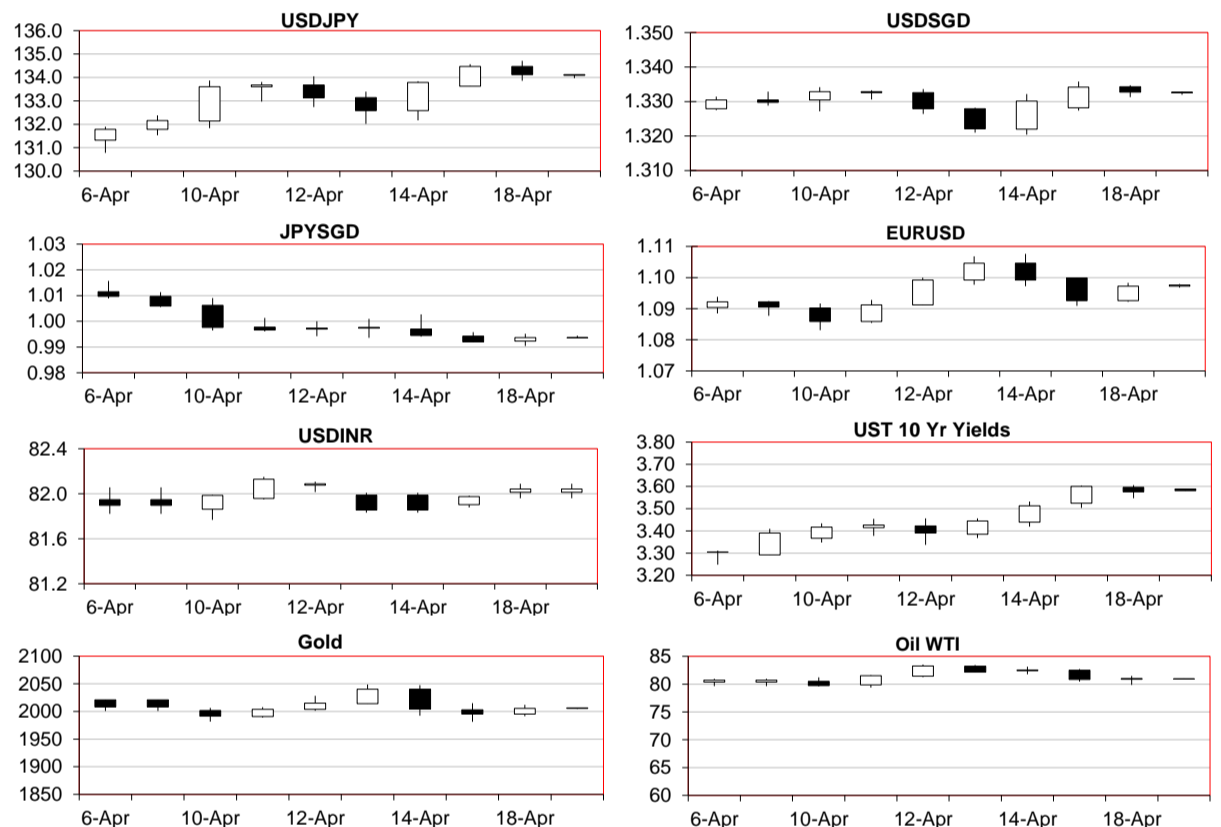 USDJPY
136.0
135.0
134.0
133.0
132.0
131.0
130.0
6-Apr 10-Apr 12-Apr 14-Apr 18-Apr
USDSGD
1.350
1.340
1.330
1.320
1.310
6-Apr 10-Apr 12-Apr 14-Apr 18-Apr
JPYSGD
1.03
1.02
1.01
1.00
0.99
0.98
6-Apr 10-Apr 12-Apr 14-Apr 18-Apr
EURUSD
1.11
1.10
1.09
1.08
1.07
6-Apr 10-Apr 12-Apr 14-Apr 18-Apr
USDINR
82.4
82.0
81.6
81.2
6-Apr 10-Apr 12-Apr 14-Apr 18-Apr
UST 10 Yr Yields
3.80
3.70
3.60
3.50
3.40
3.30
3.20
6-Apr 10-Apr 12-Apr 14-Apr 18-Apr
Gold
2100
2050
2000
1950
1900
1850
6-Apr 10-Apr 12-Apr 14-Apr 18-Apr
Oil WTI
85
80
75
70
65
60
6-Apr 10-Apr 12-Apr 14-Apr 18-Apr